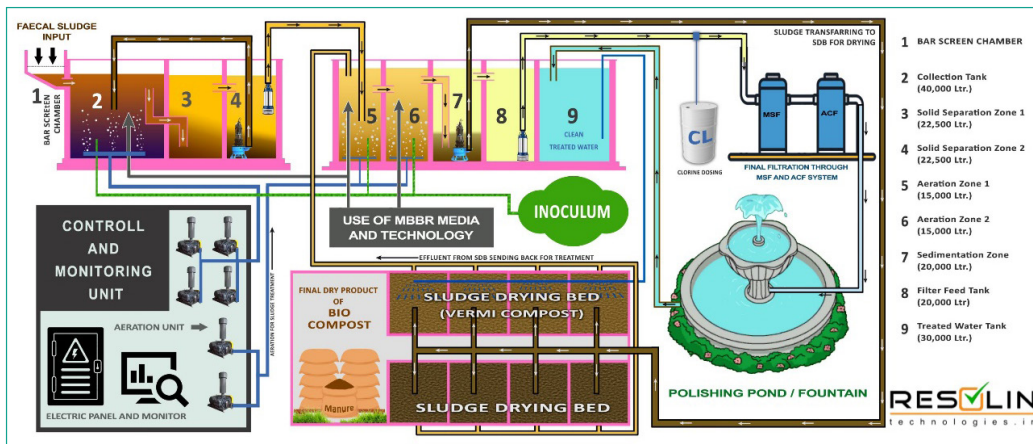 FAECAL SLUDGE
INPUT
1
BAR SCREEN
CHAMBER
2
3
4
5
6
7
8
9
CLEAN
TREATED WATER
SLUDGE TRANSFARRING TO
SDB FOR DRYING
CL
CLORINE DOSING
MSF
ACF
FINAL FILTRATION THROUGH
MSF AND ACF SYSTEM
CONTROLL
AND
MONITORING
UNIT
AERATION UNIT
ELECTRIC PANEL AND MONITOR
AERATION FOR SLUDGE TREATMENT
USE OF MBBR MEDIA
AND TECHNOLOGY
INOCULUM
EFFLUENT FROM SDB SENDING BACK FOR TREATMENT
FINAL DRY PRODUCT
OF
BIO
COMPOST
Manure
SLUDGE DRYING BED
(VERMI COMPOST)
SLUDGE DRYING BED
POLISHING POND / FOUNTAIN
1 BAR SCREEN CHAMBER
2 Collection Tank
(40,000 Ltr.)
3 Solid Separation Zone 1
(22,500 Ltr.)
4 Solid Separation Zone 2
(22,500 Ltr.)
5 Aeration Zone 1
(15,000 Ltr.)
6 Aeration Zone 2
(15,000 Ltr.)
7 Sedimentation Zone
(20,000 Ltr.)
8 Filter Feed Tank
(20,000 Ltr)
9 Treated Water Tank
(30,000 Ltr.)
RESOLIN
technologies.in